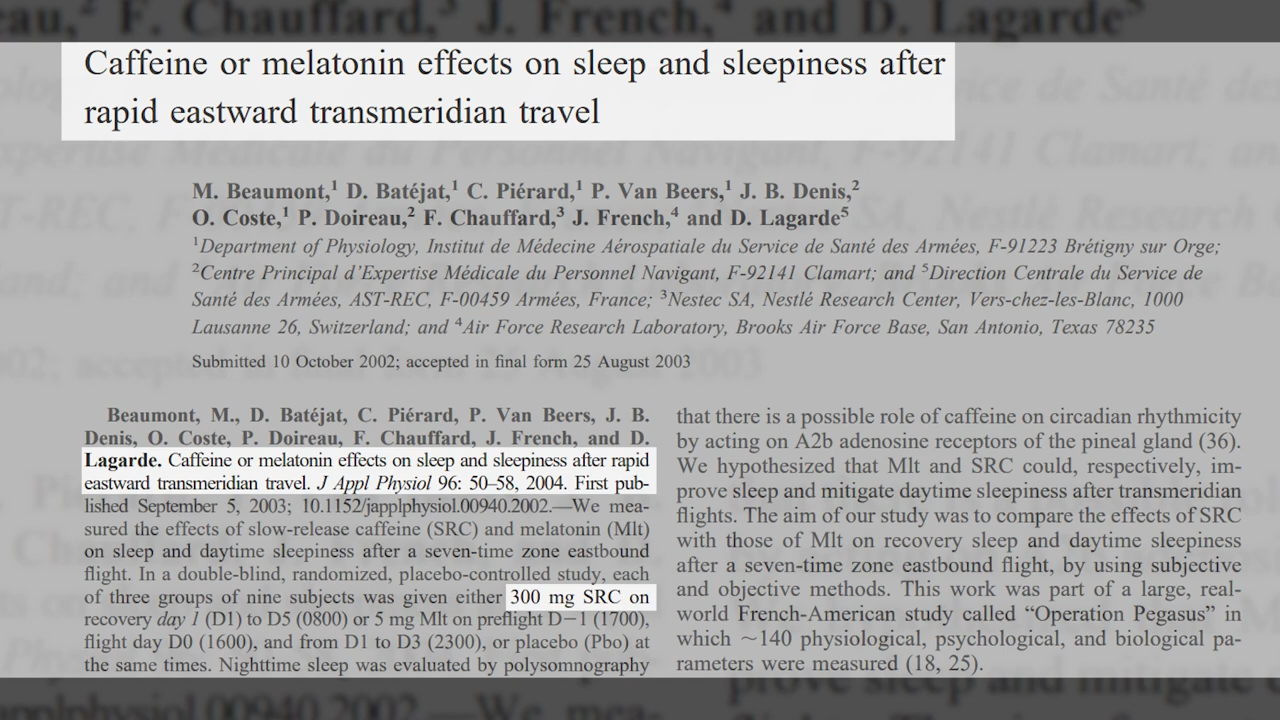 eau,² F. Chauffard,³ J. French,⁴ and D. Lagarde⁵
Caffeine or melatonin effects on sleep and sleepiness after
rapid eastward transmeridian travel
M. Beaumont,¹ D. Batéjat,¹ C. Piérard,¹ P. Van Beers,¹ J. B. Denis,²
O. Coste,¹ P. Doireau,² F. Chauffard,³ J. French,⁴ and D. Lagarde⁵
¹Department of Physiology, Institut de Médecine Aérospatiale du Service de Santé des Armées, F-91223 Brétigny sur Orge;
²Centre Principal d’Expertise Médicale du Personnel Navigant, F-92141 Clamart; and ⁵Direction Centrale du Service de
Santé des Armées, AST-REC, F-00459 Armées, France; ³Nestec SA, Nestlé Research Center, Vers-chez-les-Blanc, 1000
Lausanne 26, Switzerland; and ⁴Air Force Research Laboratory, Brooks Air Force Base, San Antonio, Texas 78235
Submitted 10 October 2002; accepted in final form 25 August 2003
Beaumont, M., D. Batéjat, C. Piérard, P. Van Beers, J. B.
Denis, O. Coste, P. Doireau, F. Chauffard, J. French, and D.
Lagarde. Caffeine or melatonin effects on sleep and sleepiness after rapid
eastward transmeridian travel. J Appl Physiol 96: 50–58, 2004. First pub-
lished September 5, 2003; 10.1152/japplphysiol.00940.2002.—We mea-
sured the effects of slow-release caffeine (SRC) and melatonin (Mlt)
on sleep and daytime sleepiness after a seven-time zone eastbound
flight. In a double-blind, randomized, placebo-controlled study, each
of three groups of nine subjects was given either 300 mg SRC on
recovery day 1 (D1) to D5 (0800) or 5 mg Mlt on preflight D−1 (1700),
flight day D0 (1600), and from D1 to D3 (2300), or placebo (Pbo) at
the same times. Nighttime sleep was evaluated by polysomnography
that there is a possible role of caffeine on circadian rhythmicity
by acting on A2b adenosine receptors of the pineal gland (36).
We hypothesized that Mlt and SRC could, respectively, im-
prove sleep and mitigate daytime sleepiness after transmeridian
flights. The aim of our study was to compare the effects of SRC
with those of Mlt on recovery sleep and daytime sleepiness
after a seven-time zone eastbound flight, by using subjective
and objective methods. This work was part of a large, real-
world French-American study called “Operation Pegasus” in
which ~140 physiological, psychological, and biological pa-
rameters were measured (18, 25).